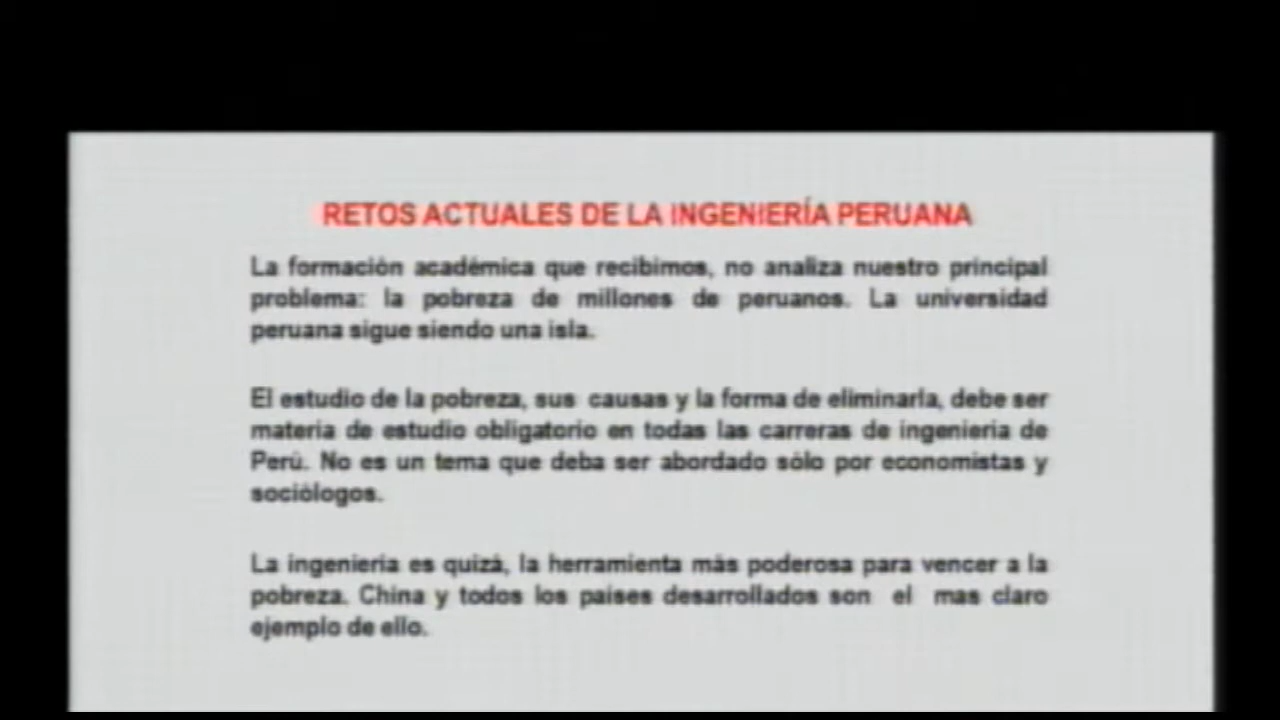 RETOS ACTUALES DE LA INGENIERÍA PERUANA
La formación académica que recibimos, no analiza nuestro principal
problema: la pobreza de millones de peruanos. La universidad
peruana sigue siendo una isla.
El estudio de la pobreza, sus causas y la forma de eliminarla, debe ser
materia de estudio obligatorio en todas las carreras de ingeniería de
Perú. No es un tema que deba ser abordado sólo por economistas y
sociólogos.
La ingeniería es quizá, la herramienta más poderosa para vencer a la
pobreza. China y todos los países desarrollados son el mas claro
ejemplo de ello.